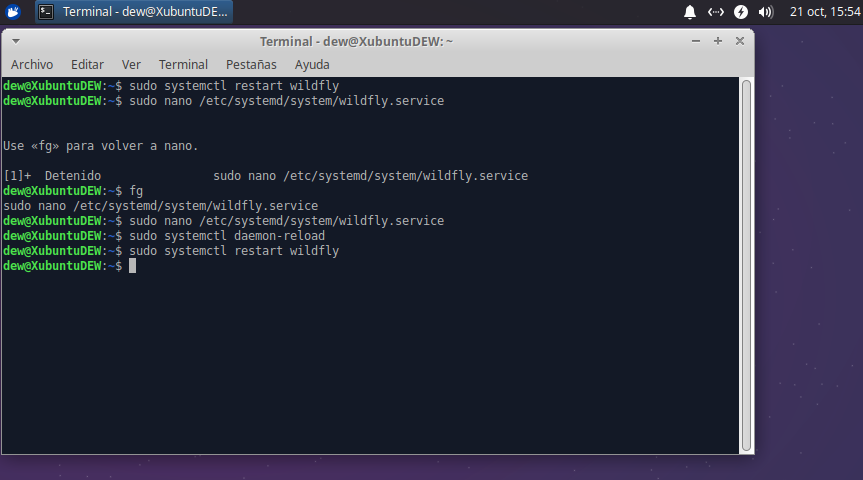 Terminal - dew@XubuntuDE...
21 oct, 15:54
Terminal - dew@XubuntuDEW: ~
Archivo Editar Ver Terminal Pestañas Ayuda
dew@XubuntuDEW:~$ sudo systemctl restart wildfly
dew@XubuntuDEW:~$ sudo nano /etc/systemd/system/wildfly.service
Use «fg» para volver a nano.
[1]+  Detenido                sudo nano /etc/systemd/system/wildfly.service
dew@XubuntuDEW:~$ fg
sudo nano /etc/systemd/system/wildfly.service
dew@XubuntuDEW:~$ sudo nano /etc/systemd/system/wildfly.service
dew@XubuntuDEW:~$ sudo systemctl daemon-reload
dew@XubuntuDEW:~$ sudo systemctl restart wildfly
dew@XubuntuDEW:~$